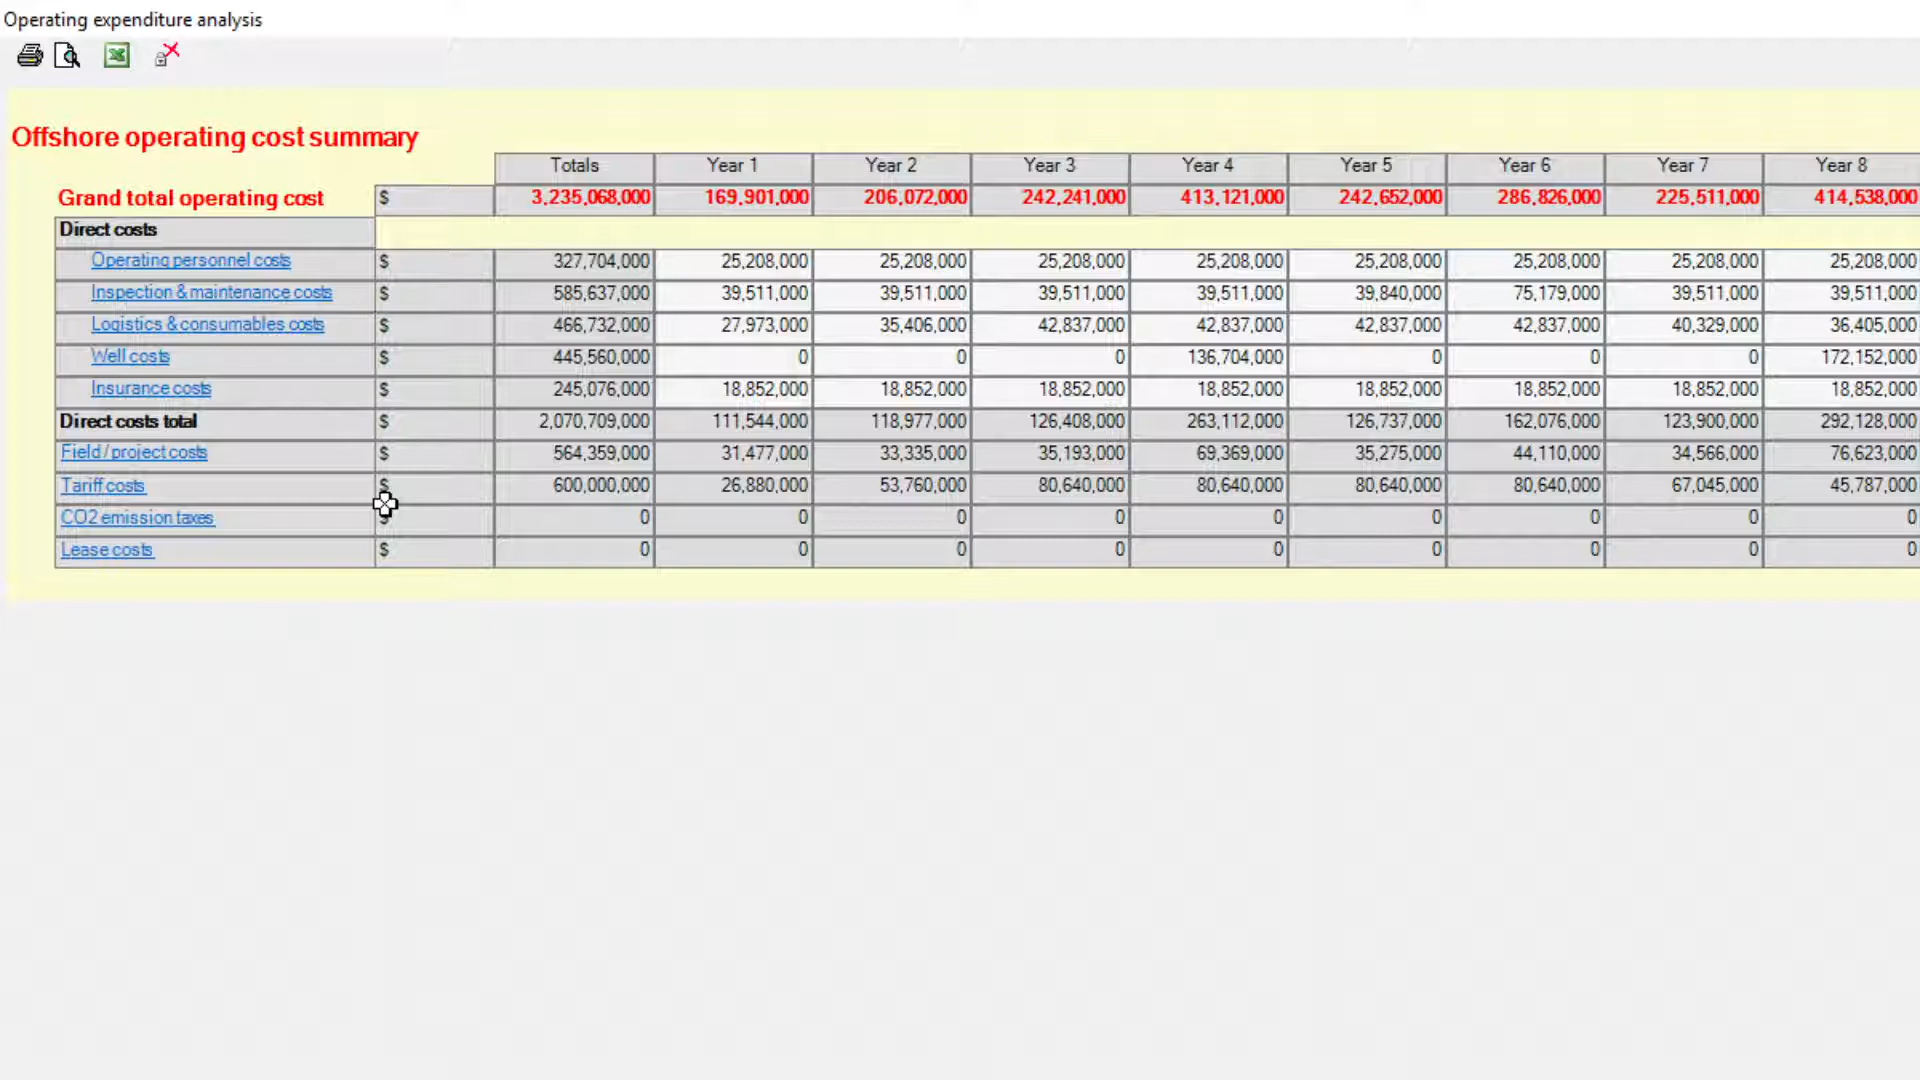 Operating expenditure analysis
Offshore operating cost summary
Totals Year 1 Year 2 Year 3 Year 4 Year 5 Year 6 Year 7 Year 8
Grand total operating cost $ 3,235,068,000 169,901,000 206,072,000 242,241,000 413,121,000 242,652,000 286,826,000 225,511,000 414,538,000
Direct costs
Operating personnel costs $ 327,704,000 25,208,000 25,208,000 25,208,000 25,208,000 25,208,000 25,208,000 25,208,000 25,208,000
Inspection & maintenance costs $ 585,637,000 39,511,000 39,511,000 39,511,000 39,511,000 39,840,000 75,179,000 39,511,000 39,511,000
Logistics & consumables costs $ 466,732,000 27,973,000 35,406,000 42,837,000 42,837,000 42,837,000 42,837,000 40,329,000 36,405,000
Well costs $ 445,560,000 0 0 0 136,704,000 0 0 0 172,152,000
Insurance costs $ 245,076,000 18,852,000 18,852,000 18,852,000 18,852,000 18,852,000 18,852,000 18,852,000 18,852,000
Direct costs total $ 2,070,709,000 111,544,000 118,977,000 126,408,000 263,112,000 126,737,000 162,076,000 123,900,000 292,128,000
Field / project costs $ 564,359,000 31,477,000 33,335,000 35,193,000 69,369,000 35,275,000 44,110,000 34,566,000 76,623,000
Tariff costs $ 600,000,000 26,880,000 53,760,000 80,640,000 80,640,000 80,640,000 80,640,000 67,045,000 45,787,000
CO2 emission taxes $ 0 0 0 0 0 0 0 0 0
Lease costs $ 0 0 0 0 0 0 0 0 0